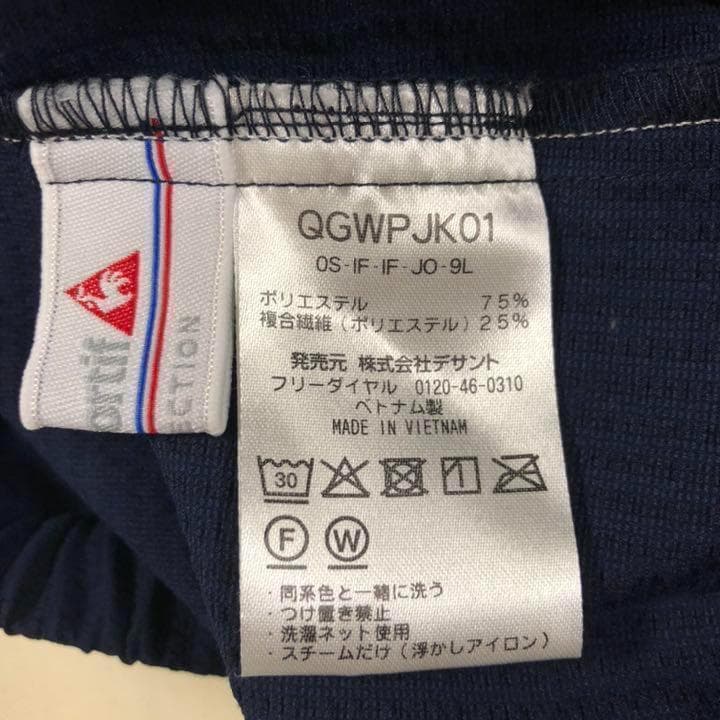 QGWPJK01
OS-IF-IF-JO-9L
ポリエステル 75%
複合繊維(ポリエステル)25%
発売元 株式会社デサント
フリーダイヤル 0120-46-0310
ベトナム製
MADE IN VIETNAM
30
F W
・同系色と一緒に洗う
・つけ置き禁止
・洗濯ネット使用
・スチームだけ(浮かしアイロン)
ortif
ECTION